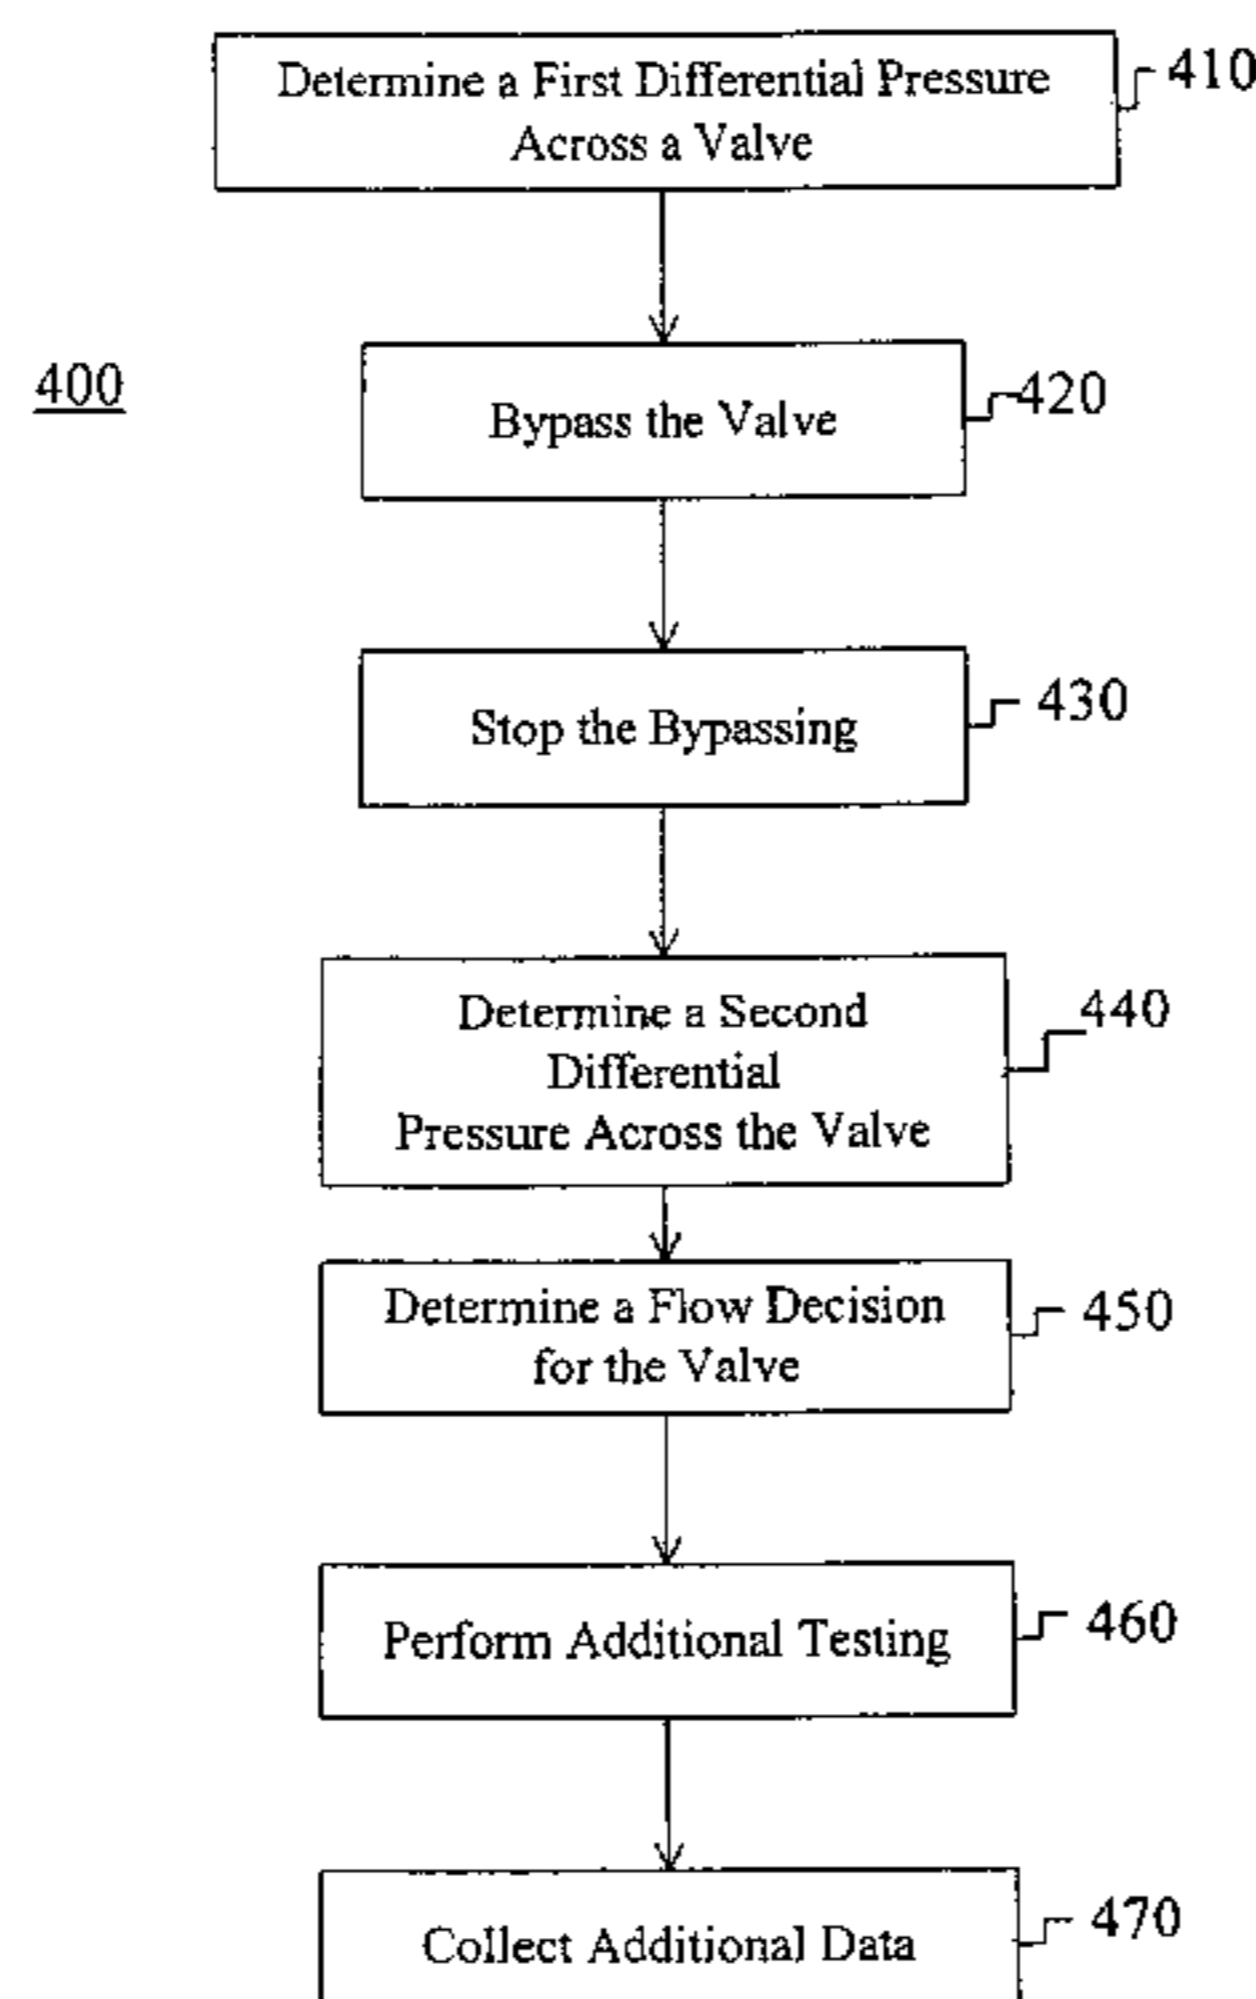 Determine a First Differential Pressure
Across a Valve
410
400
Bypass the Valve
420
Stop the Bypassing
430
Determine a Second
Differential
Pressure Across the Valve
440
Determine a Flow Decision
for the Valve
450
Perform Additional Testing
460
Collect Additional Data
470